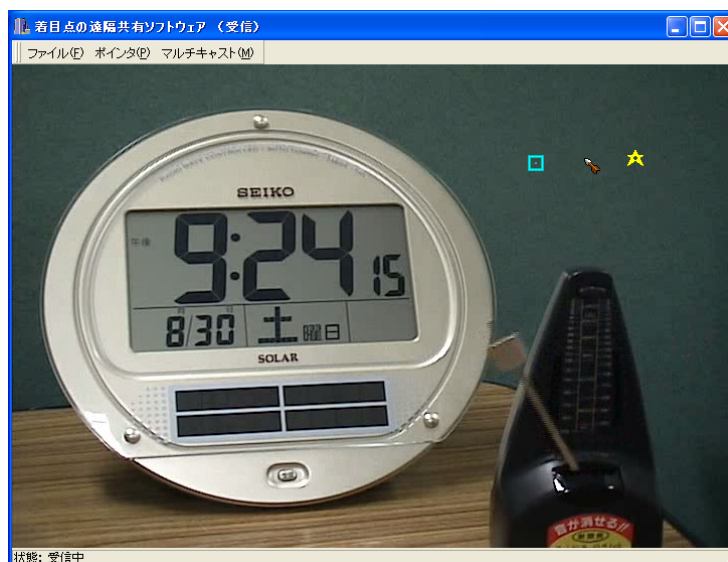 着目点の遠隔共有ソフトウェア (受信)
ファイル(F) ポインタ(P) マルチキャスト(M)
SEIKO
午後
9:24 15
月 日
8/30 土 曜日
SOLAR
音が消せる!!
状態: 受信中